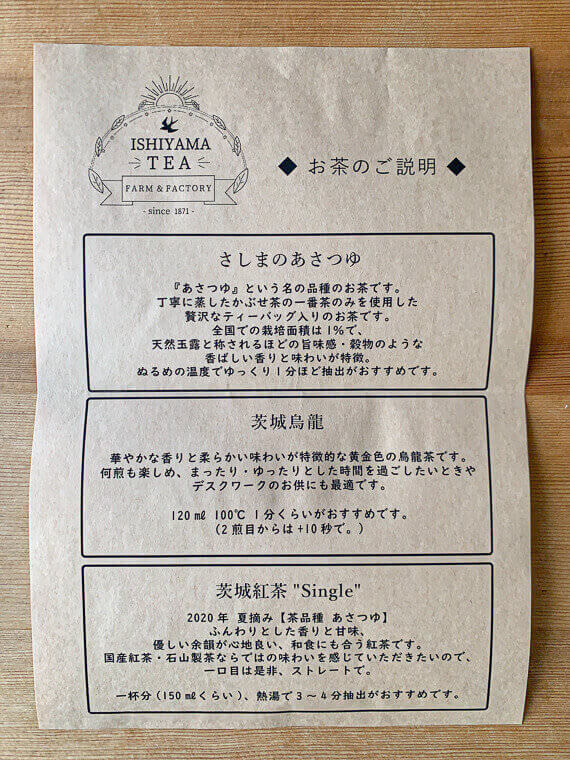 ISHIYAMA
TEA
FARM & FACTORY
- since 1871 -
◆ お茶のご説明 ◆
さしまのあさつゆ
『あさつゆ』という名の品種のお茶です。
丁寧に蒸したかぶせ茶の一番茶のみを使用した
贅沢なティーバッグ入りのお茶です。
全国での栽培面積は1%で、
天然玉露と称されるほどの旨味感・穀物のような
香ばしい香りと味わいが特徴。
ぬるめの温度でゆっくり1分ほど抽出がおすすめです。
茨城烏龍
華やかな香りと柔らかい味わいが特徴的な黄金色の烏龍茶です。
何煎も楽しめ、まったり・ゆったりとした時間を過ごしたいときや
デスクワークのお供にも最適です。
120㎖ 100℃ 1分くらいがおすすめです。
(2煎目からは+10秒で。)
茨城紅茶 "Single"
2020年 夏摘み【茶品種 あさつゆ】
ふんわりとした香りと甘味、
優しい余韻が心地良い、和食にも合う紅茶です。
国産紅茶・石山製茶ならではの味わいを感じていただきたいので、
一口目は是非、ストレートで。
一杯分(150㎖くらい)、熱湯で3〜4分抽出がおすすめです。